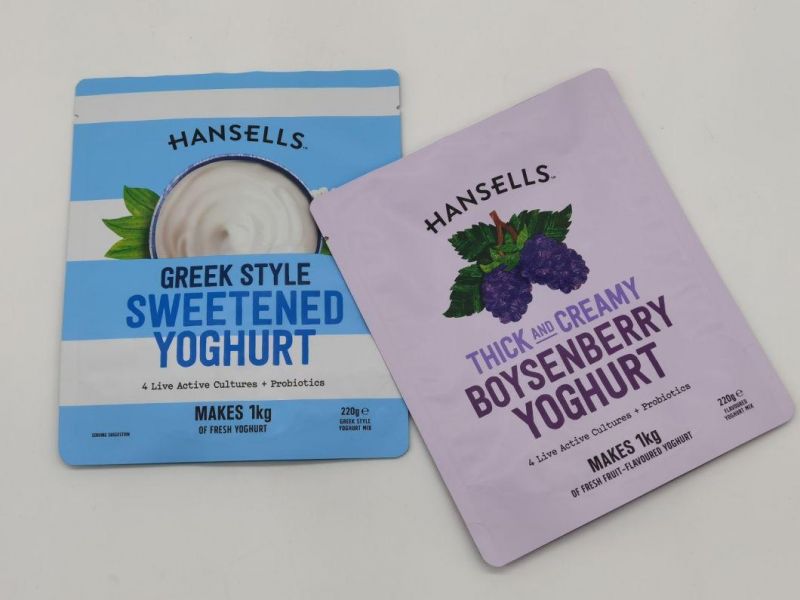 HANSELLS™
GREEK STYLE
SWEETENED
YOGHURT
4 Live Active Cultures + Probiotics
MAKES 1kg
OF FRESH YOGHURT
220g ℮
GREEK STYLE
YOGHURT MIX
SERVING SUGGESTION
HANSELLS™
THICK AND CREAMY
BOYSENBERRY
YOGHURT
4 Live Active Cultures + Probiotics
MAKES 1kg
OF FRESH FRUIT-FLAVOURED YOGHURT
220g ℮
FLAVOURED
YOGHURT MIX